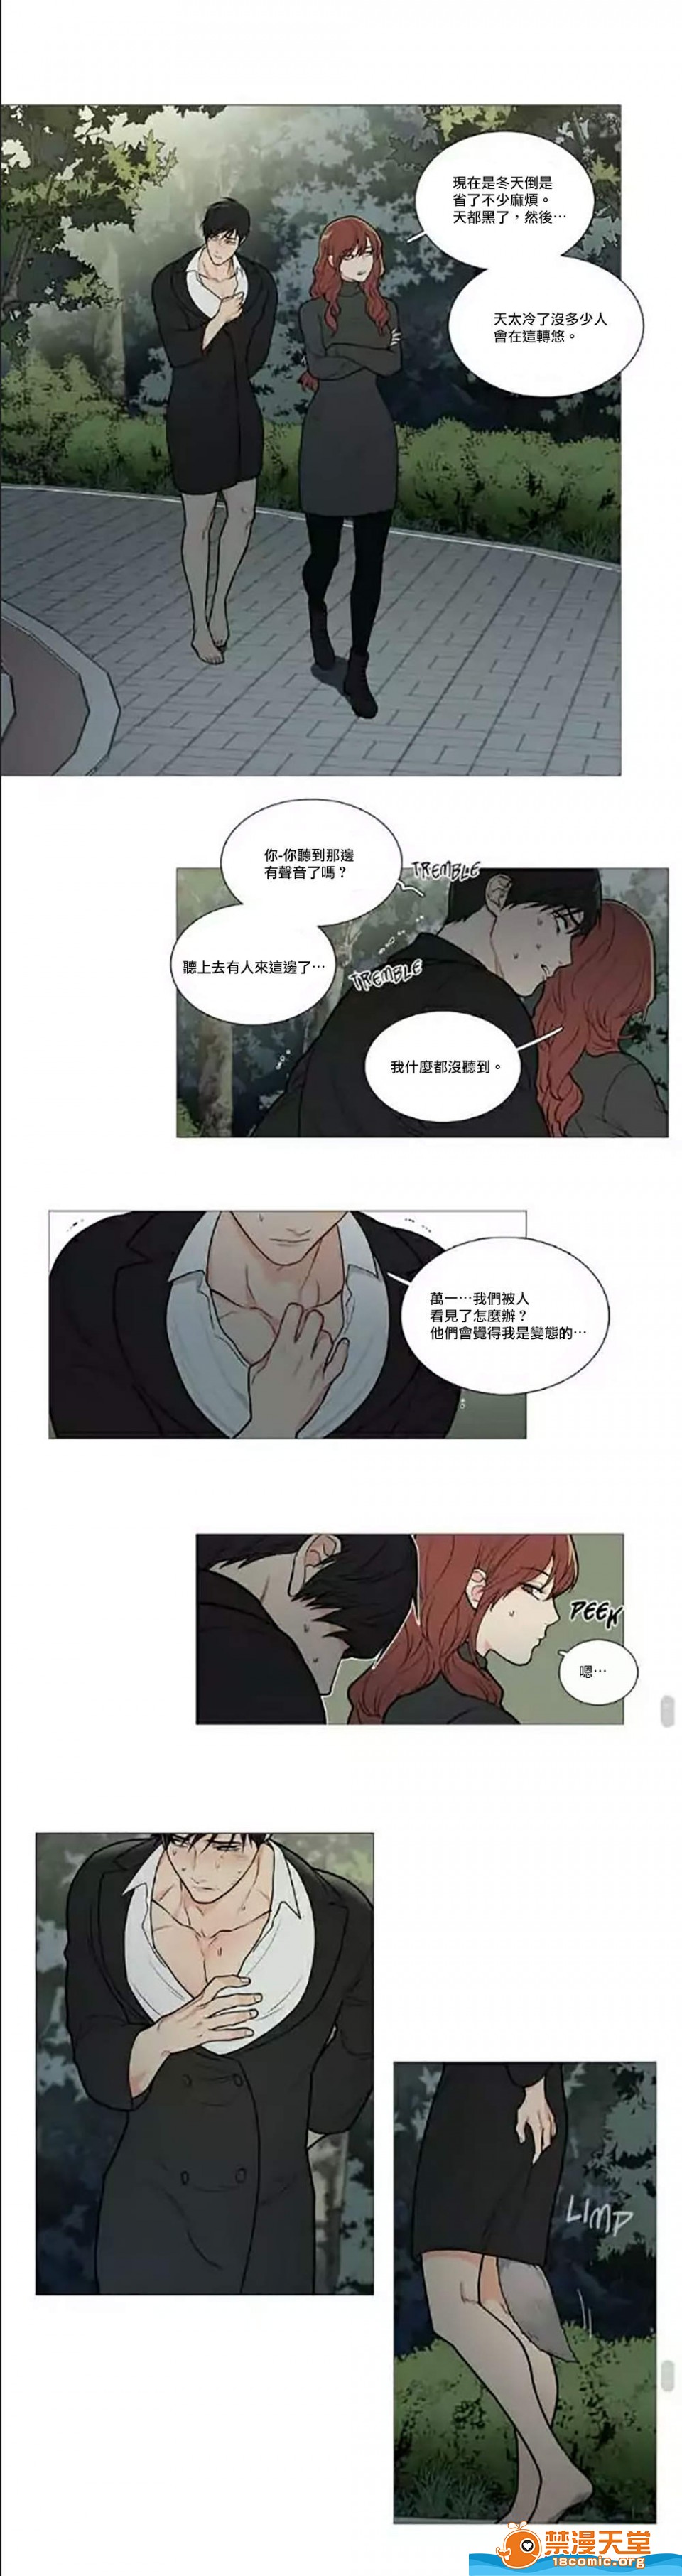 現在是冬天倒是
省了不少麻煩。
天都黑了，然後…
天太冷了沒多少人
會在這轉悠。
你-你聽到那邊
有聲音了嗎？
TREMBLE
聽上去有人來這邊了…
TREMBLE
我什麼都沒聽到。
萬一…我們被人
看見了怎麼辦？
他們會覺得我是變態的…
PEEK
嗯…
LIMP
禁漫天堂
18comic.org